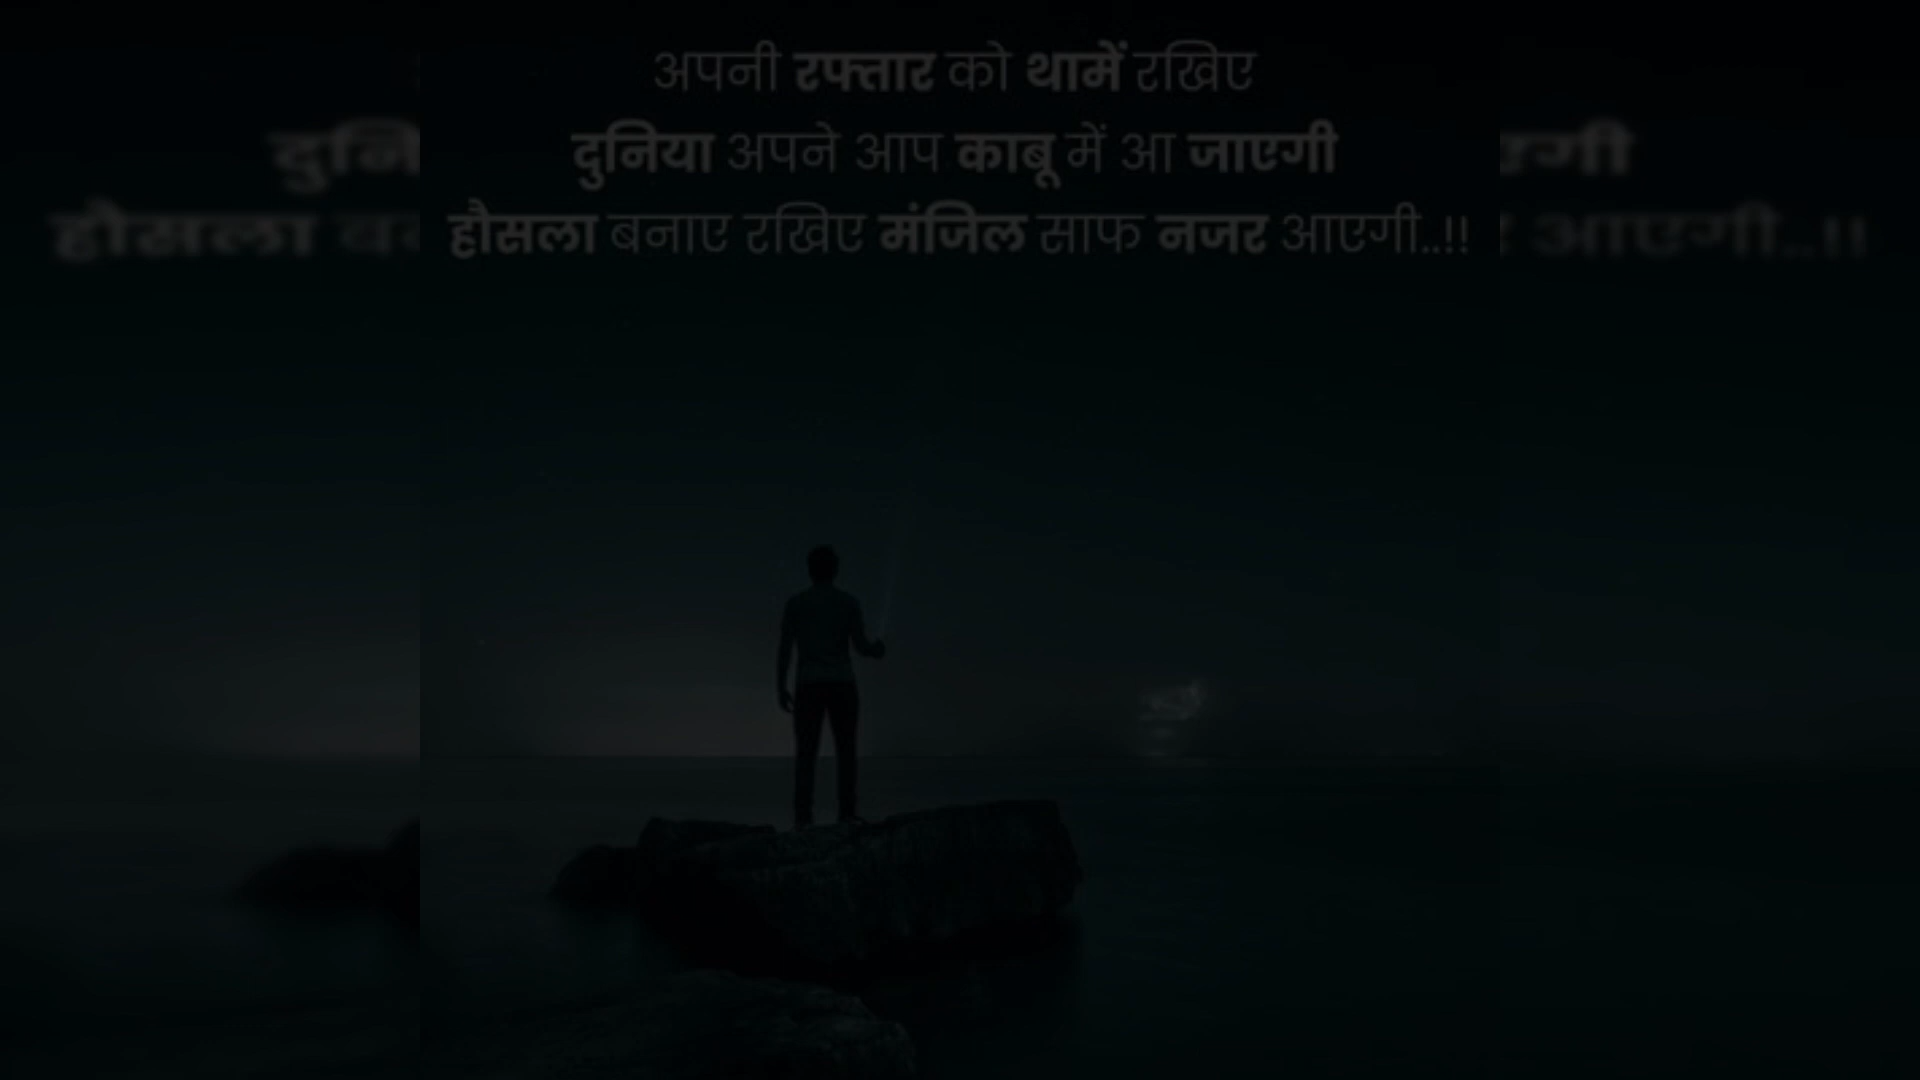 अपनी रफ्तार को थामें रखिए
दुनिया अपने आप काबू में आ जाएगी
हौसला बनाए रखिए मंजिल साफ नजर आएगी..!!